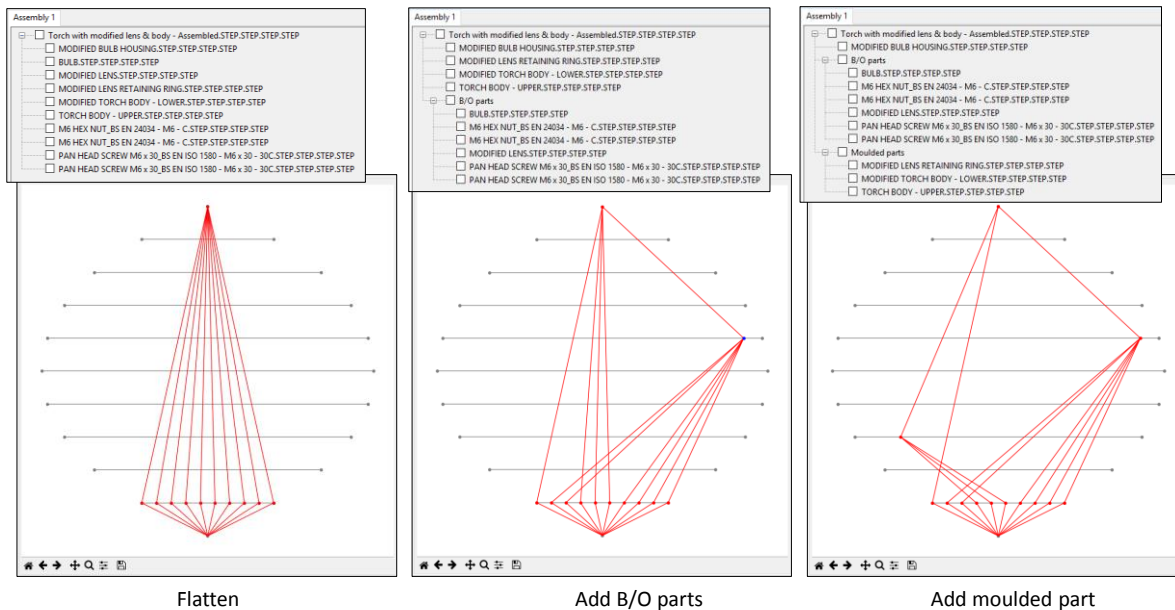 Assembly 1
Torch with modified lens & body - Assembled.STEP.STEP.STEP.STEP
MODIFIED BULB HOUSING.STEP.STEP.STEP.STEP
BULB.STEP.STEP.STEP.STEP
MODIFIED LENS.STEP.STEP.STEP.STEP
MODIFIED LENS RETAINING RING.STEP.STEP.STEP.STEP
MODIFIED TORCH BODY - LOWER.STEP.STEP.STEP.STEP
TORCH BODY - UPPER.STEP.STEP.STEP.STEP
M6 HEX NUT_BS EN 24034 - M6 - C.STEP.STEP.STEP.STEP
M6 HEX NUT_BS EN 24034 - M6 - C.STEP.STEP.STEP.STEP
PAN HEAD SCREW M6 x 30_BS EN ISO 1580 - M6 x 30 - 30C.STEP.STEP.STEP.STEP
PAN HEAD SCREW M6 x 30_BS EN ISO 1580 - M6 x 30 - 30C.STEP.STEP.STEP.STEP
Flatten
Assembly 1
Torch with modified lens & body - Assembled.STEP.STEP.STEP.STEP
MODIFIED BULB HOUSING.STEP.STEP.STEP.STEP
MODIFIED LENS RETAINING RING.STEP.STEP.STEP.STEP
MODIFIED TORCH BODY - LOWER.STEP.STEP.STEP.STEP
TORCH BODY - UPPER.STEP.STEP.STEP.STEP
B/O parts
BULB.STEP.STEP.STEP.STEP
M6 HEX NUT_BS EN 24034 - M6 - C.STEP.STEP.STEP.STEP
M6 HEX NUT_BS EN 24034 - M6 - C.STEP.STEP.STEP.STEP
MODIFIED LENS.STEP.STEP.STEP.STEP
PAN HEAD SCREW M6 x 30_BS EN ISO 1580 - M6 x 30 - 30C.STEP.STEP.STEP.STEP
PAN HEAD SCREW M6 x 30_BS EN ISO 1580 - M6 x 30 - 30C.STEP.STEP.STEP.STEP
Add B/O parts
Assembly 1
Torch with modified lens & body - Assembled.STEP.STEP.STEP.STEP
MODIFIED BULB HOUSING.STEP.STEP.STEP.STEP
B/O parts
BULB.STEP.STEP.STEP.STEP
M6 HEX NUT_BS EN 24034 - M6 - C.STEP.STEP.STEP.STEP
M6 HEX NUT_BS EN 24034 - M6 - C.STEP.STEP.STEP.STEP
MODIFIED LENS.STEP.STEP.STEP.STEP
PAN HEAD SCREW M6 x 30_BS EN ISO 1580 - M6 x 30 - 30C.STEP.STEP.STEP.STEP
PAN HEAD SCREW M6 x 30_BS EN ISO 1580 - M6 x 30 - 30C.STEP.STEP.STEP.STEP
Moulded parts
MODIFIED LENS RETAINING RING.STEP.STEP.STEP.STEP
MODIFIED TORCH BODY - LOWER.STEP.STEP.STEP.STEP
TORCH BODY - UPPER.STEP.STEP.STEP.STEP
Add moulded part